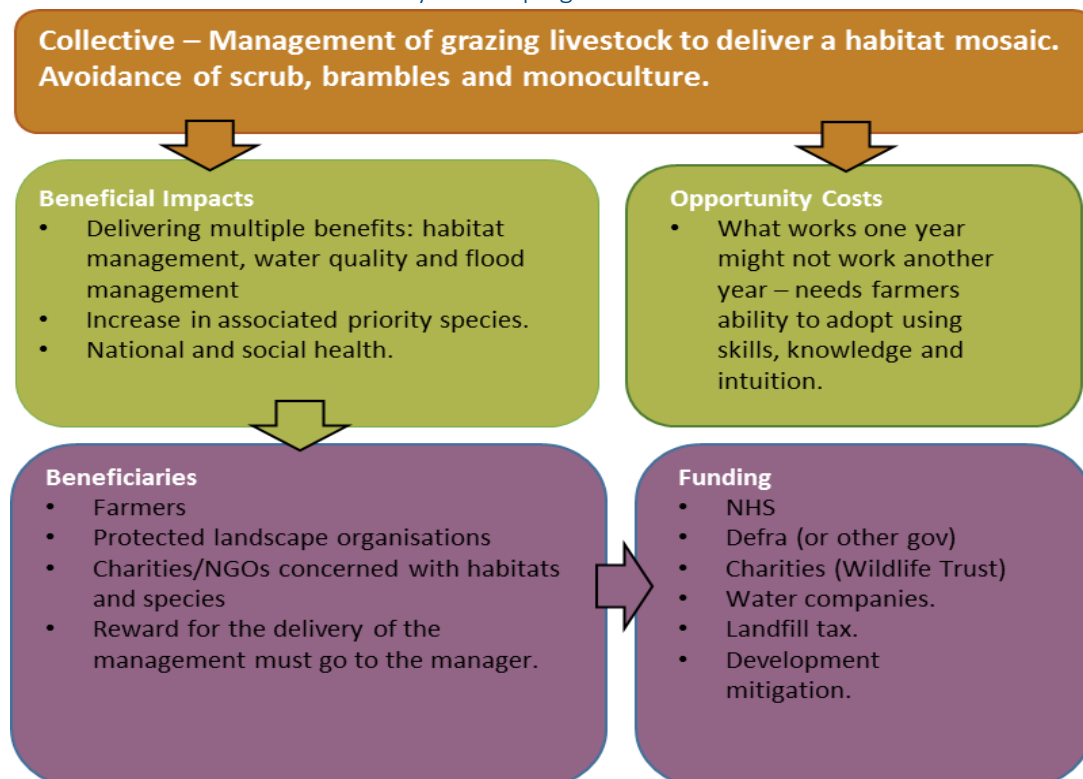 Collective – Management of grazing livestock to deliver a habitat mosaic.
Avoidance of scrub, brambles and monoculture.
Beneficial Impacts
• Delivering multiple benefits: habitat
management, water quality and flood
management
• Increase in associated priority species.
• National and social health.
Opportunity Costs
• What works one year
might not work another
year – needs farmers
ability to adopt using
skills, knowledge and
intuition.
Beneficiaries
• Farmers
• Protected landscape organisations
• Charities/NGOs concerned with habitats
and species
• Reward for the delivery of the
management must go to the manager.
Funding
• NHS
• Defra (or other gov)
• Charities (Wildlife Trust)
• Water companies.
• Landfill tax.
• Development
mitigation.